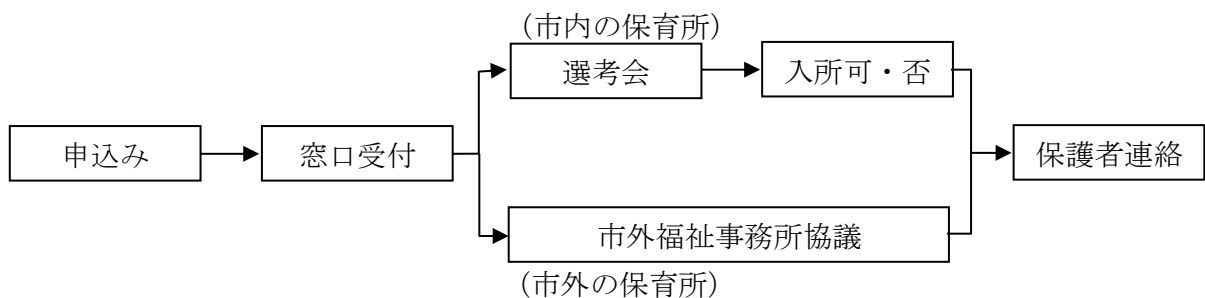 (市内の保育所)
選考会
入所可・否
申込み
窓口受付
保護者連絡
市外福祉事務所協議
(市外の保育所)